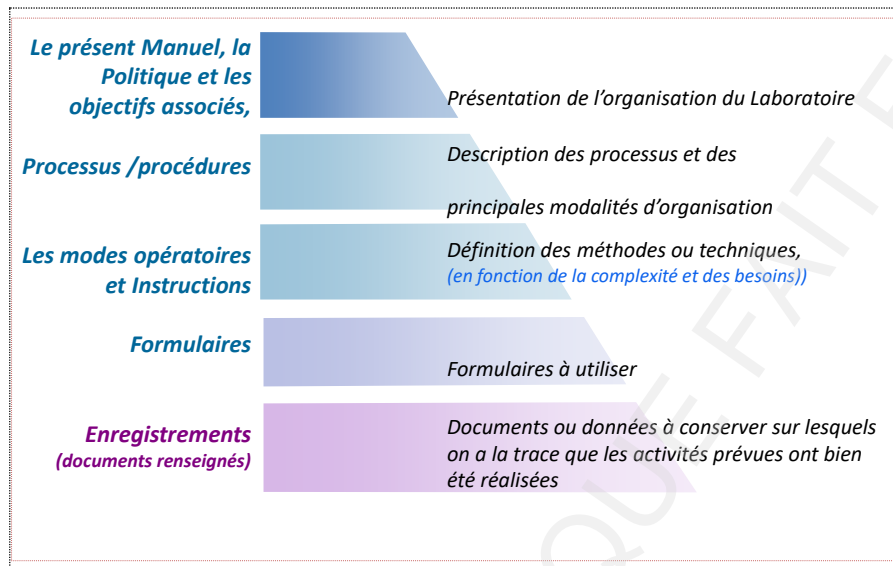 Le présent Manuel, la
Politique et les
objectifs associés,
Présentation de l'organisation du Laboratoire
Processus /procédures
Description des processus et des
principales modalités d'organisation
Les modes opératoires
et Instructions
Définition des méthodes ou techniques,
(en fonction de la complexité et des besoins))
Formulaires
Formulaires à utiliser
Enregistrements
(documents renseignés)
Documents ou données à conserver sur lesquels
on a la trace que les activités prévues ont bien
été réalisées
QUE FAIT